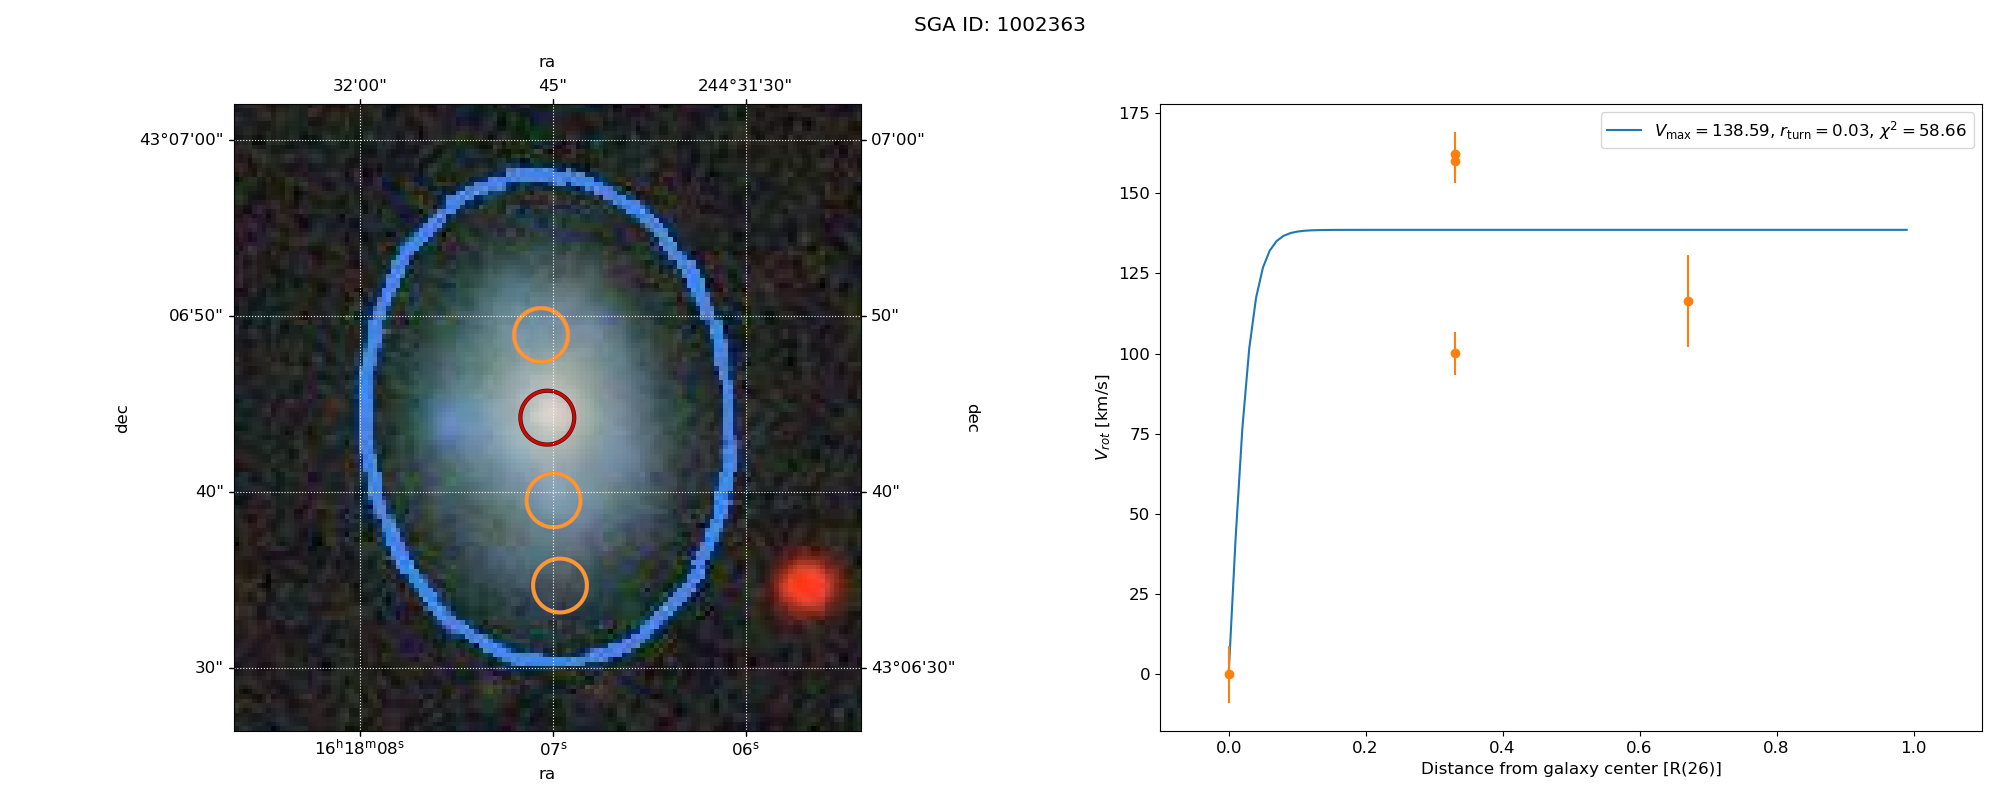 SGA ID: 1002363
ra
32'00"
45"
244°31'30"
43°07'00"
06'50"
40"
30"
07'00"
50"
40"
43°06'30"
dec
dec
16ʰ18ᵐ08ˢ
07ˢ
06ˢ
ra
V_max = 138.59, r_turn = 0.03, χ² = 58.66
175
150
125
100
75
50
25
0
V_rot [km/s]
0.0
0.2
0.4
0.6
0.8
1.0
Distance from galaxy center [R(26)]